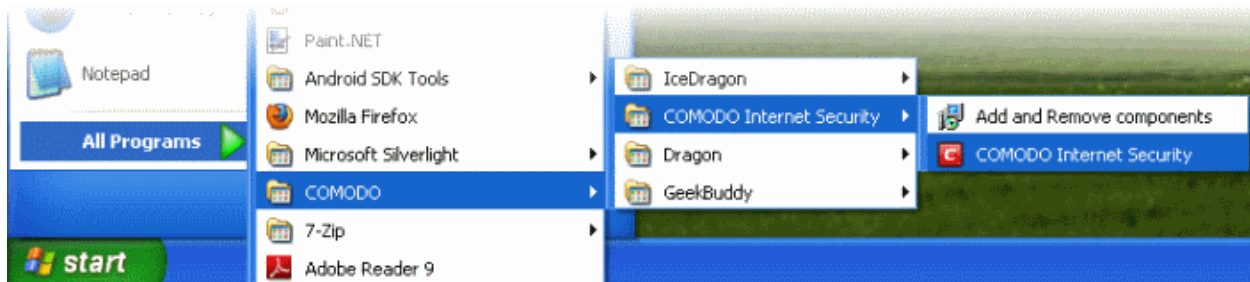 Paint.NET
Notepad
Android SDK Tools
IceDragon
Mozilla Firefox
COMODO Internet Security
Add and Remove components
All Programs
Microsoft Silverlight
Dragon
COMODO Internet Security
COMODO
GeekBuddy
7-Zip
start
Adobe Reader 9